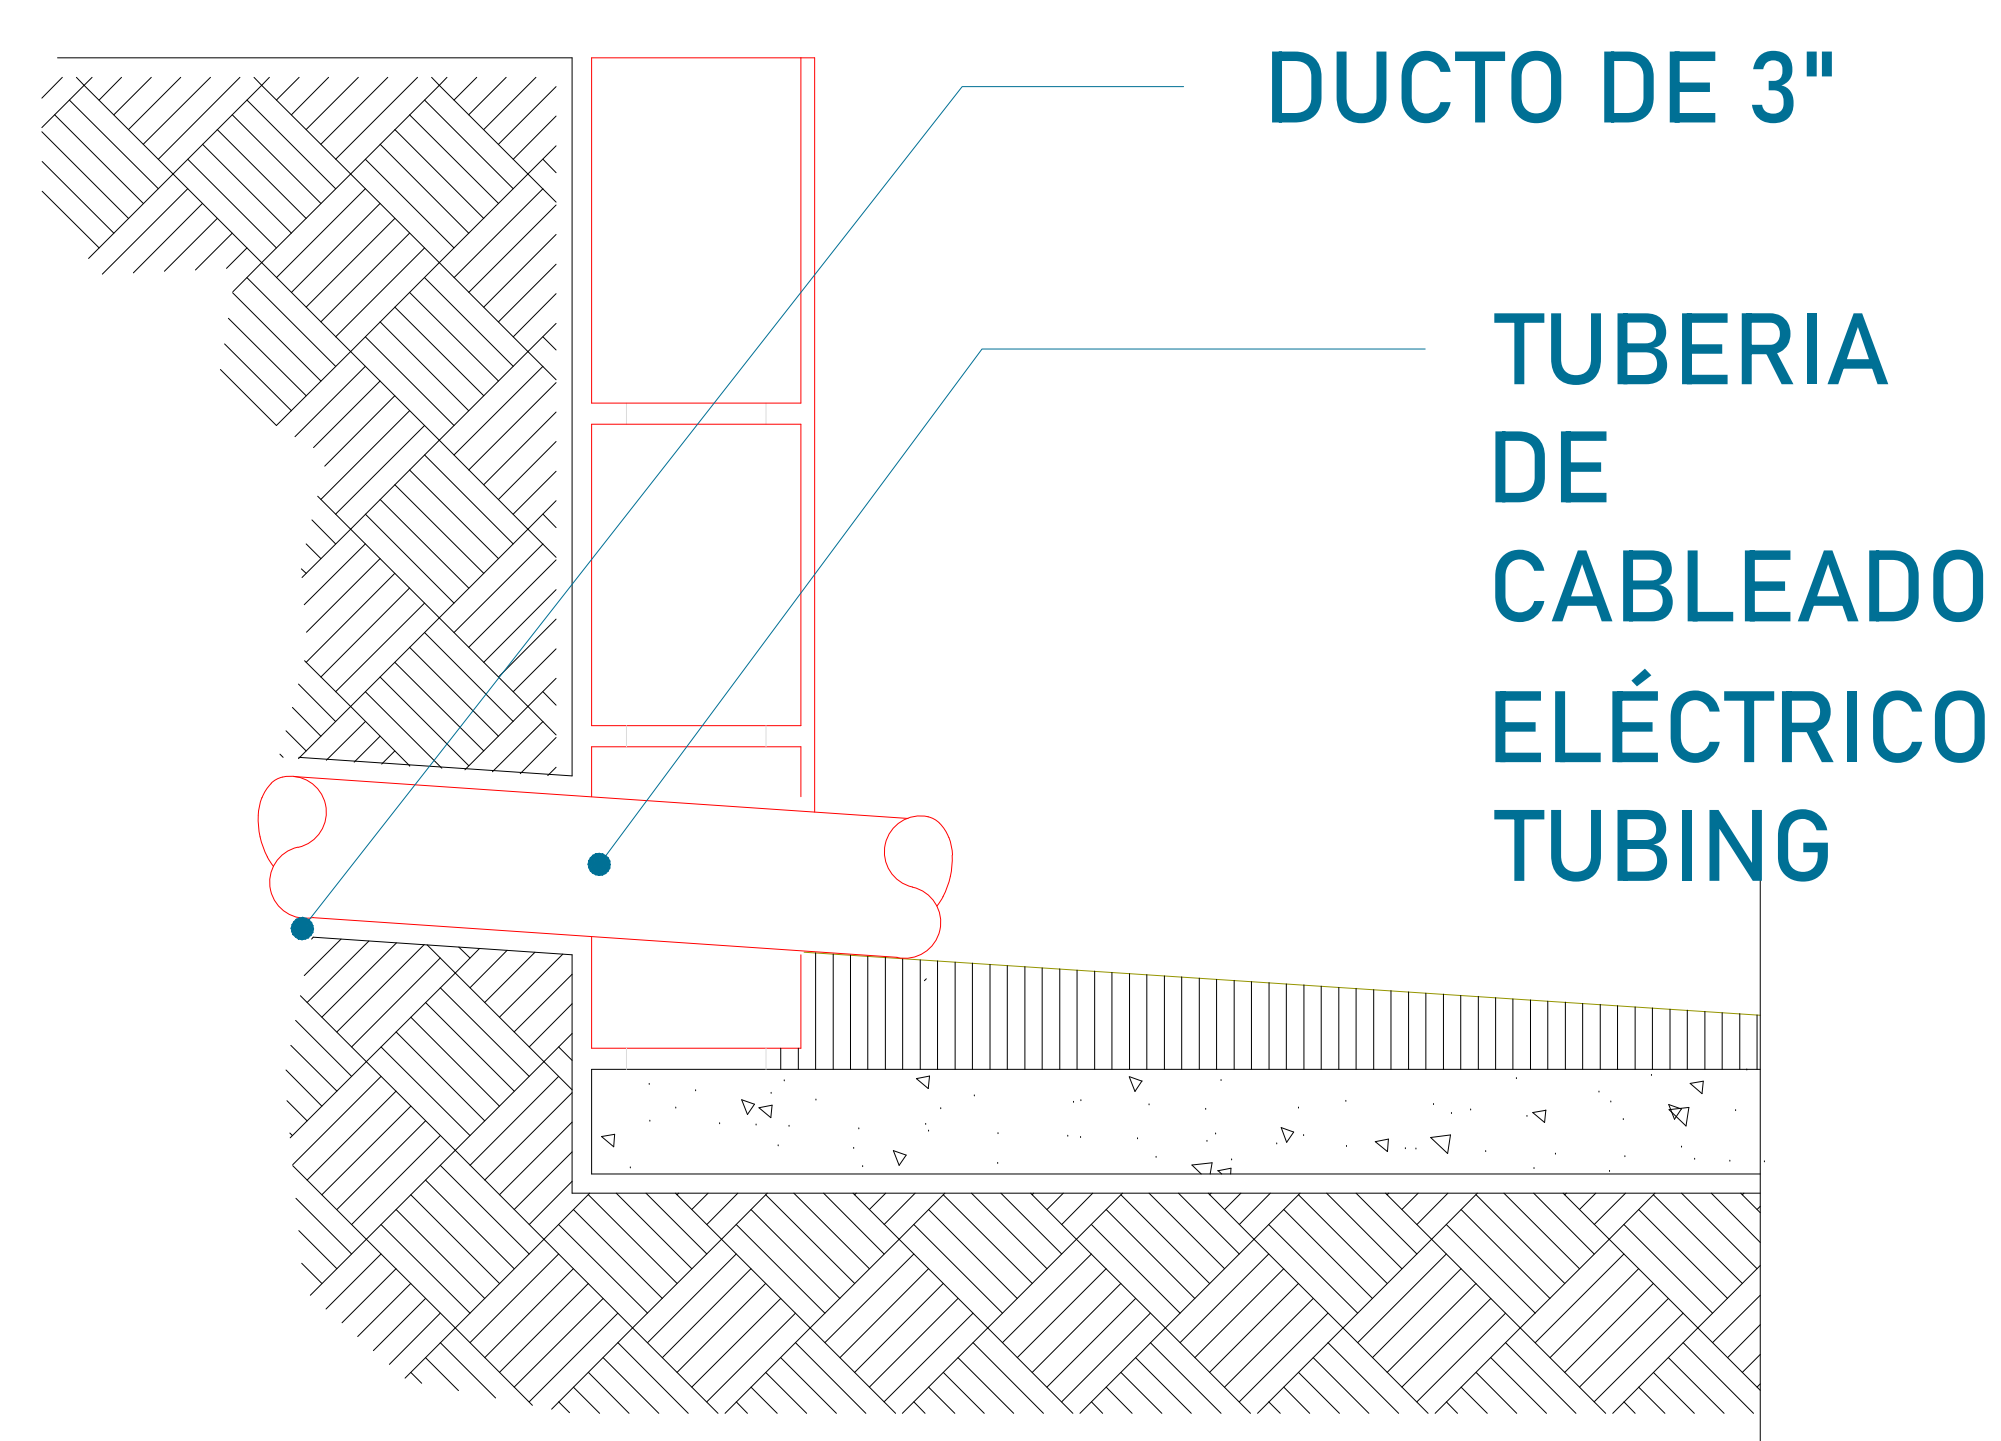 DUCTO DE 3"
TUBERIA
DE
CABLEADO
ELÉCTRICO
TUBING